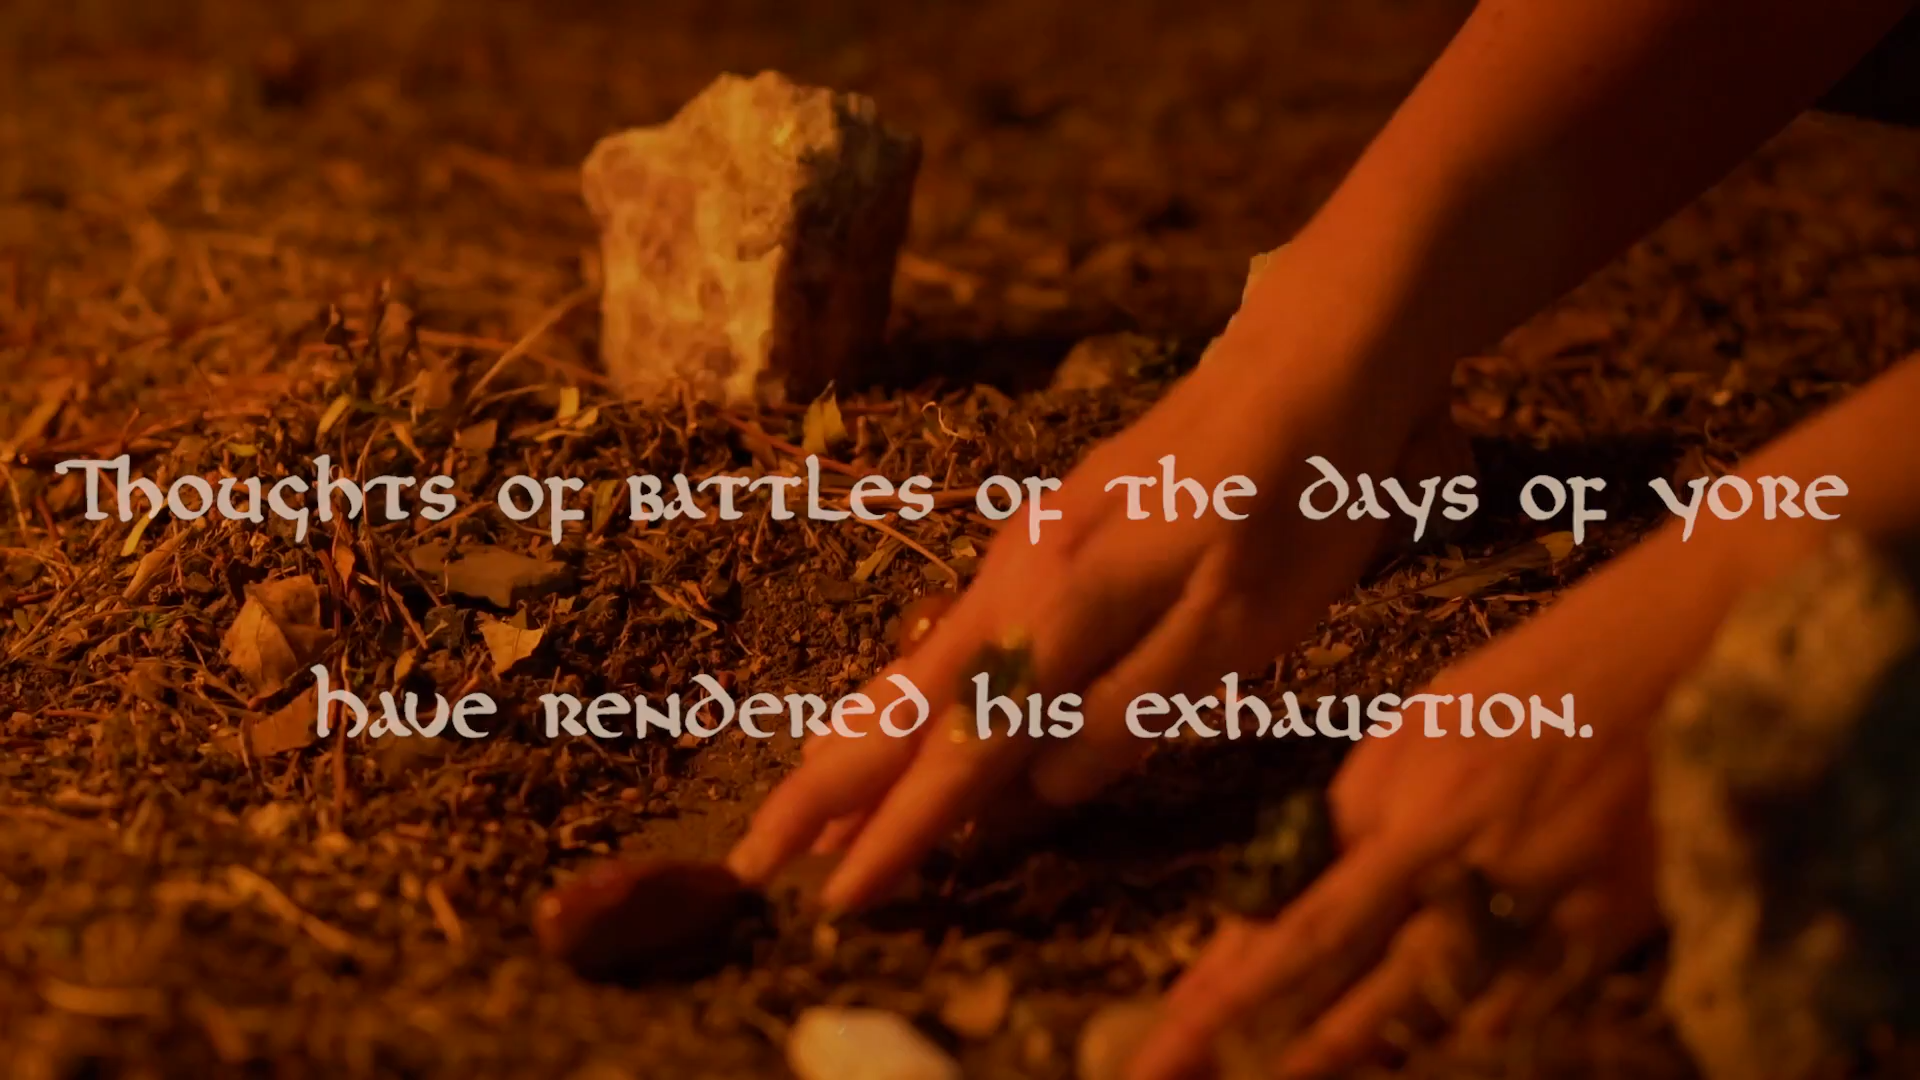 Thoughts of battles of the days of yore
have rendered his exhaustion.